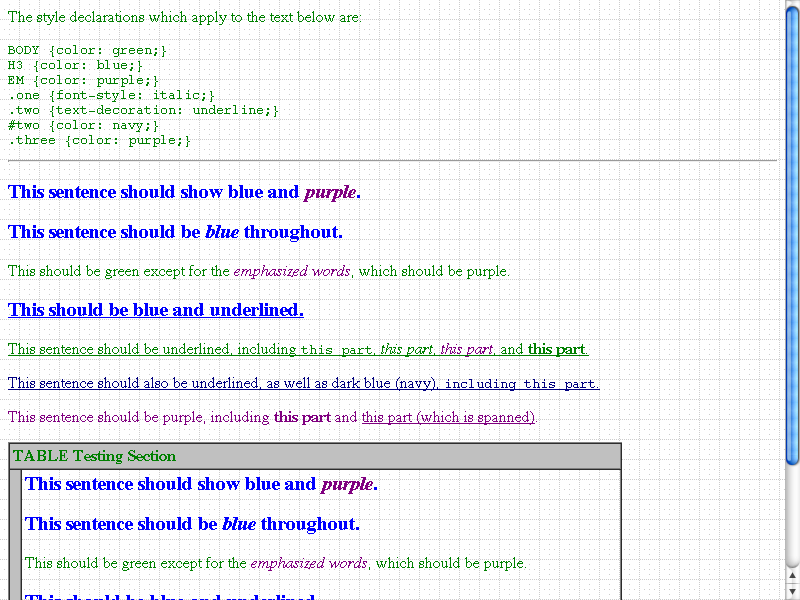 The style declarations which apply to the text below are:
BODY {color: green;}
H3 {color: blue;}
EM {color: purple;}
.one {font-style: italic;}
.two {text-decoration: underline;}
#two {color: navy;}
.three {color: purple;}
This sentence should show blue and purple.
This sentence should be blue throughout.
This should be green except for the emphasized words, which should be purple.
This should be blue and underlined.
This sentence should be underlined, including this part, this part, this part, and this part.
This sentence should also be underlined, as well as dark blue (navy), including this part.
This sentence should be purple, including this part and this part (which is spanned).
TABLE Testing Section
This sentence should show blue and purple.
This sentence should be blue throughout.
This should be green except for the emphasized words, which should be purple.
This should be blue and underlined.